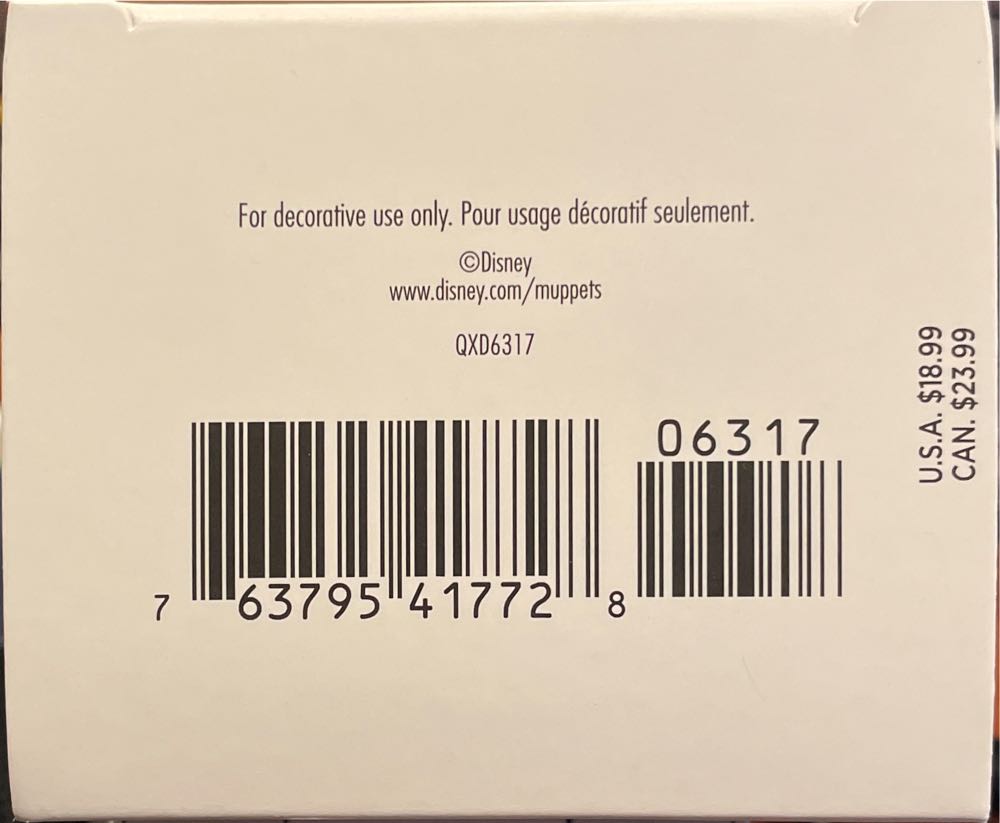 For decorative use only. Pour usage décoratif seulement.
©Disney
www.disney.com/muppets
QXD6317
U.S.A. $18.99
CAN. $23.99
06317
7 63795 41772 8